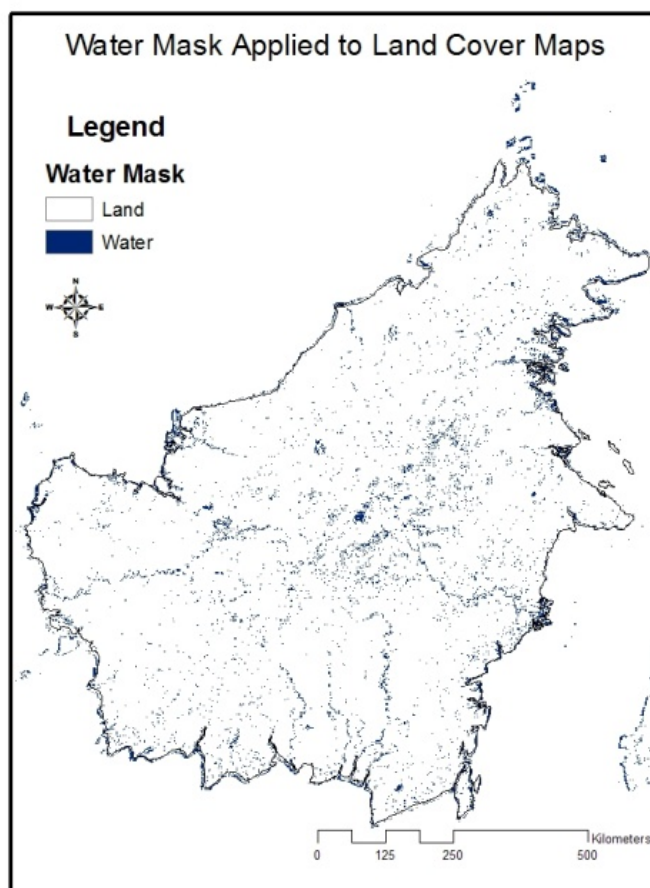 Water Mask Applied to Land Cover Maps
Legend
Water Mask
Land
Water
N
W E
S
Kilometers
0 125 250 500